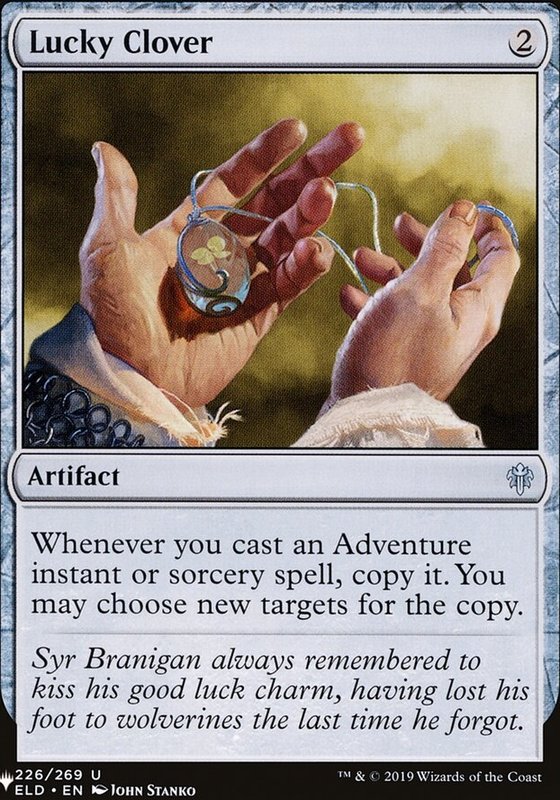 Lucky Clover 2
Artifact
Whenever you cast an Adventure
instant or sorcery spell, copy it. You
may choose new targets for the copy.
Syr Branigan always remembered to
kiss his good luck charm, having lost his
foot to wolverines the last time he forgot.
226/269 U
ELD • EN JOHN STANKO
™ & © 2019 Wizards of the Coast